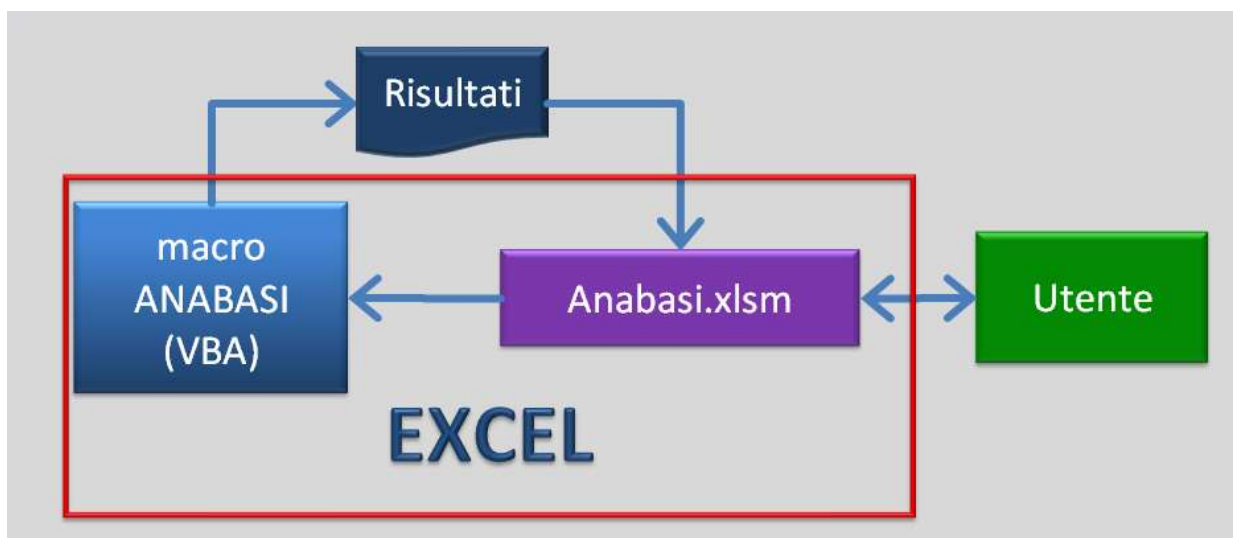 Risultati
macro
ANABASI
(VBA)
Anabasi.xlsm
Utente
EXCEL